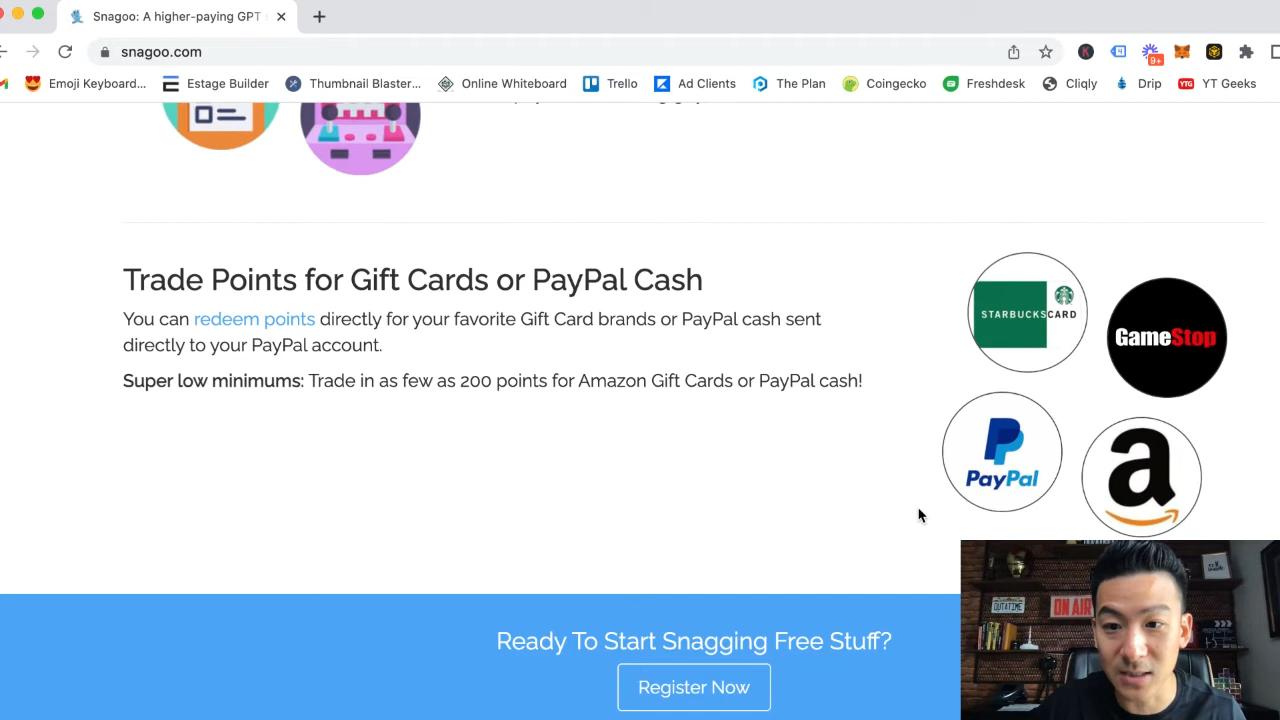 Snagoo: A higher-paying GPT
snagoo.com
Emoji Keyboard... Estage Builder Thumbnail Blaster... Online Whiteboard Trello Ad Clients The Plan Coingecko Freshdesk Cliqly Drip YTG YT Geeks
K 4 9+
Trade Points for Gift Cards or PayPal Cash
You can redeem points directly for your favorite Gift Card brands or PayPal cash sent
directly to your PayPal account.
Super low minimums: Trade in as few as 200 points for Amazon Gift Cards or PayPal cash!
STARBUCKS CARD
GameStop
PayPal
a
Ready To Start Snagging Free Stuff?
Register Now
OUTATIME
ON AIR